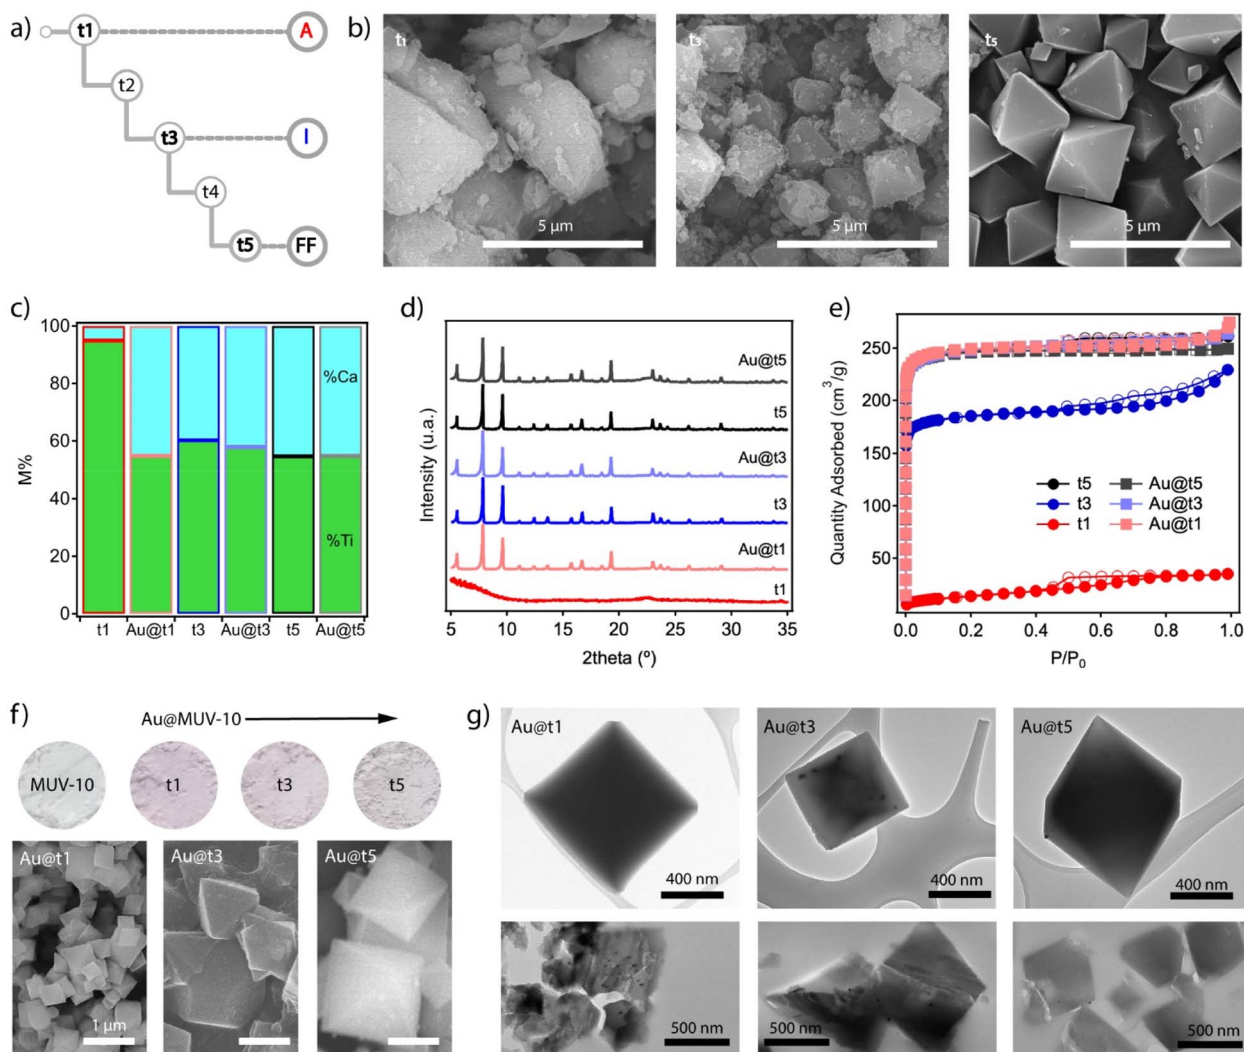 a)
t1
A
t2
t3
I
t4
t5
FF
b)
t1
5 µm
t3
5 µm
t5
5 µm
c)
M%
100
80
60
40
20
0
%Ca
%Ti
t1 Au@t1 t3 Au@t3 t5 Au@t5
d)
Intensity (u.a.)
Au@t5
t5
Au@t3
t3
Au@t1
t1
5 10 15 20 25 30 35
2theta (º)
e)
Quantity Adsorbed (cm3/g)
250
200
150
100
50
t5 Au@t5
t3 Au@t3
t1 Au@t1
0.0 0.2 0.4 0.6 0.8 1.0
P/P0
f)
Au@MUV-10
MUV-10 t1 t3 t5
Au@t1 Au@t3 Au@t5
1 µm
g)
Au@t1
400 nm
Au@t3
400 nm
Au@t5
400 nm
500 nm
500 nm
500 nm